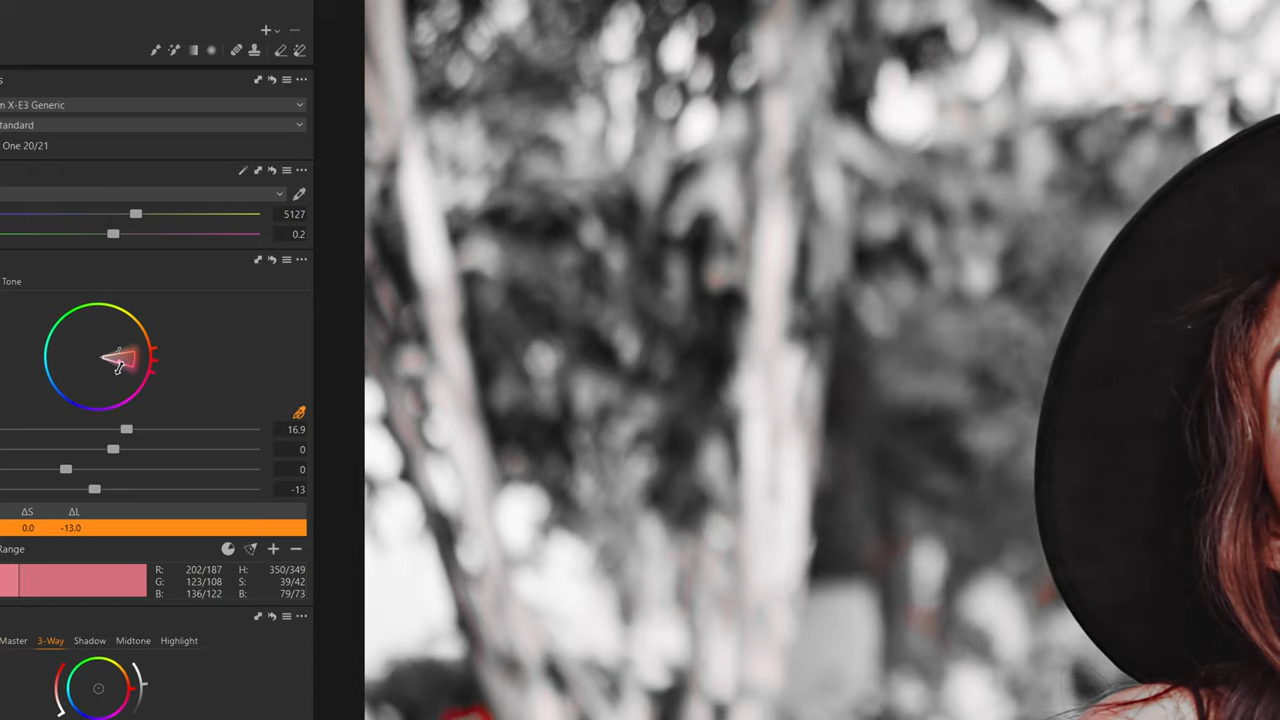 s
m X-E3 Generic
tandard
One 20/21
5127
0.2
Tone
16.9
0
0
-13
ΔS ΔL
0.0 -13.0
Range
R: 202/187 H: 350/349
G: 123/108 S: 39/42
B: 136/122 B: 79/73
Master 3-Way Shadow Midtone Highlight